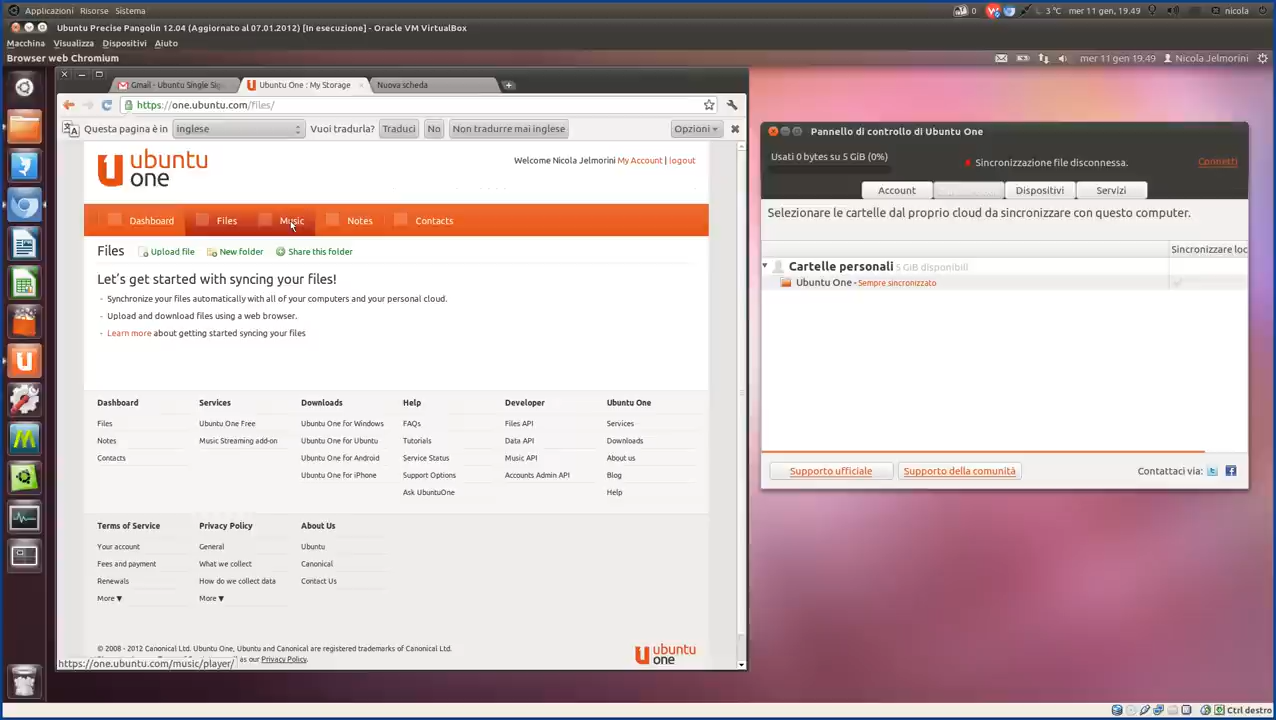 Applicazioni Risorse Sistema
0 3 °C mer 11 gen, 19.49 nicola
Ubuntu Precise Pangolin 12.04 (Aggiornato al 07.01.2012) [In esecuzione] - Oracle VM VirtualBox
Macchina Visualizza Dispositivi Aiuto
Browser web Chromium mer 11 gen 19.49 Nicola Jelmorini
Gmail - Ubuntu Single Sig Ubuntu One : My Storage Nuova scheda
https://one.ubuntu.com/files/
Questa pagina è in inglese Vuoi tradurla? Traduci No Non tradurre mai inglese Opzioni
ubuntu one
Welcome Nicola Jelmorini My Account | logout
Dashboard Files Music Notes Contacts
Files Upload file New folder Share this folder
Let's get started with syncing your files!
- Synchronize your files automatically with all of your computers and your personal cloud.
- Upload and download files using a web browser.
- Learn more about getting started syncing your files
Dashboard Services Downloads Help Developer Ubuntu One
Files Ubuntu One Free Ubuntu One for Windows FAQs Files API Services
Notes Music Streaming add-on Ubuntu One for Ubuntu Tutorials Data API Downloads
Contacts Ubuntu One for Android Service Status Music API About us
Ubuntu One for iPhone Support Options Accounts Admin API Blog
Ask UbuntuOne Help
Terms of Service Privacy Policy About Us
Your account General Ubuntu
Fees and payment What we collect Canonical
Renewals How do we collect data Contact Us
More ▼ More ▼
© 2008 - 2012 Canonical Ltd. Ubuntu One, Ubuntu and Canonical are registered trademarks of Canonical Ltd.
https://one.ubuntu.com/music/player/ as our Privacy Policy.
ubuntu one
Pannello di controllo di Ubuntu One
Usati 0 bytes su 5 GiB (0%)
Sincronizzazione file disconnessa. Connetti
Account Dispositivi Servizi
Selezionare le cartelle dal proprio cloud da sincronizzare con questo computer.
Sincronizzare loc
Cartelle personali 5 GiB disponibili
Ubuntu One - Sempre sincronizzato
Supporto ufficiale Supporto della comunità Contattaci via:
Ctrl destro